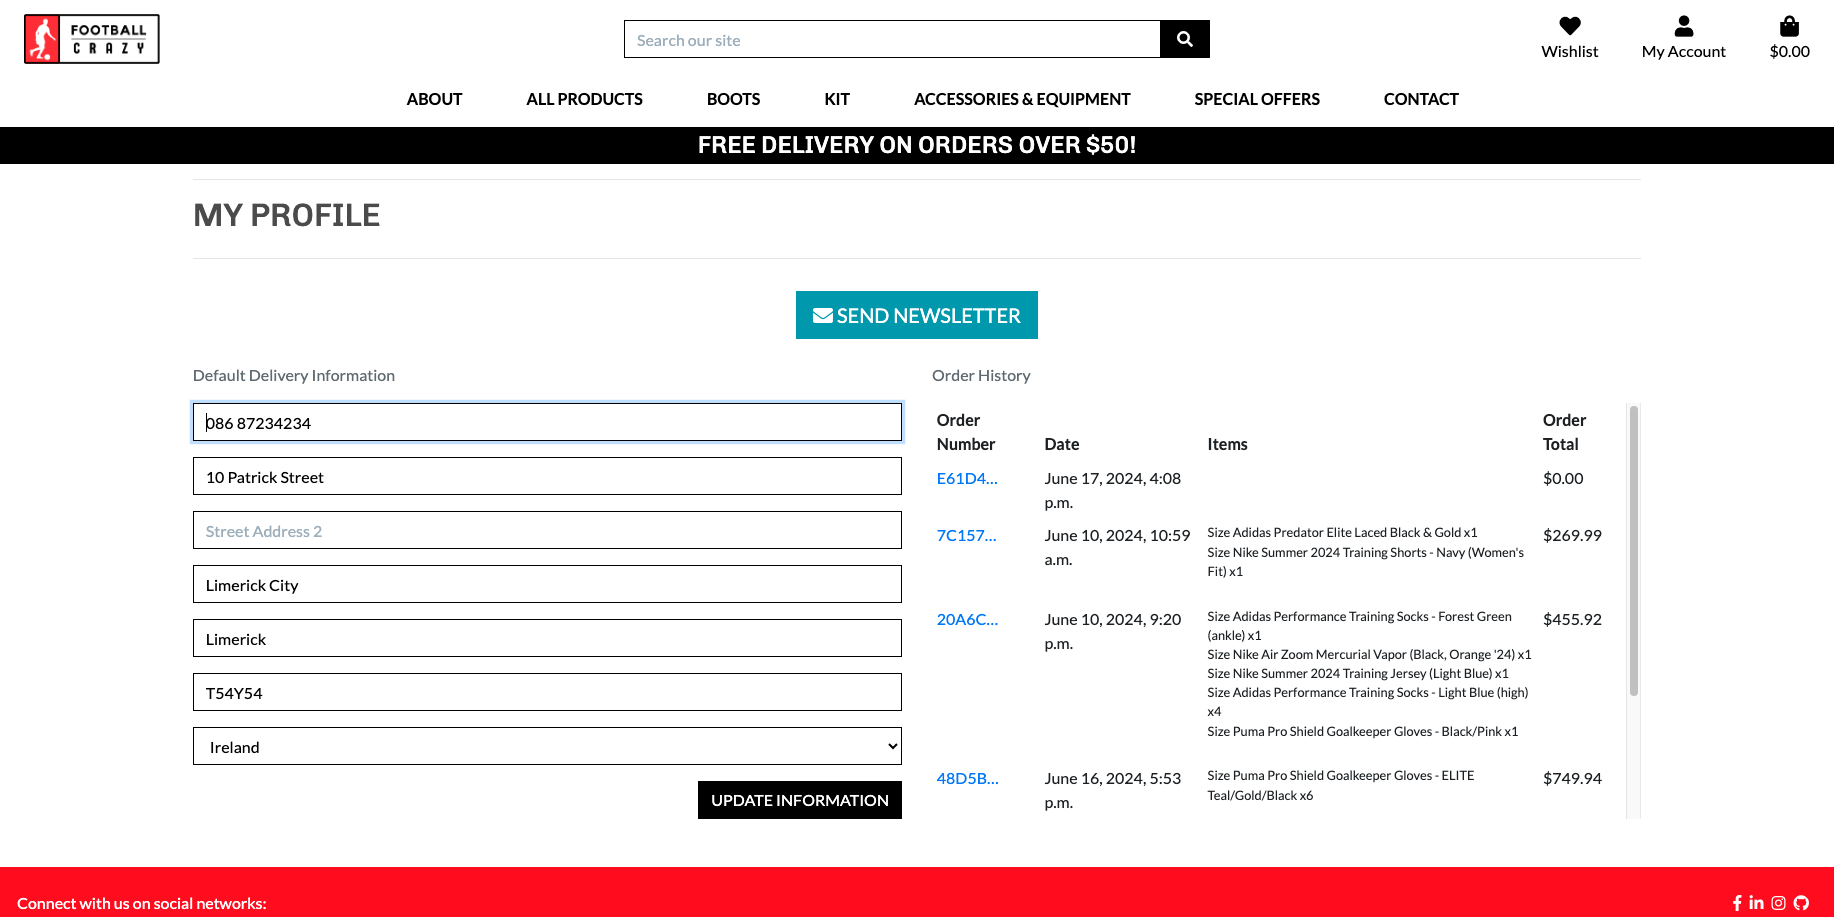 FOOTBALL
CRAZY
Search our site
Wishlist
My Account
$0.00
ABOUT
ALL PRODUCTS
BOOTS
KIT
ACCESSORIES & EQUIPMENT
SPECIAL OFFERS
CONTACT
FREE DELIVERY ON ORDERS OVER $50!
MY PROFILE
SEND NEWSLETTER
Default Delivery Information
086 87234234
10 Patrick Street
Street Address 2
Limerick City
Limerick
T54Y54
Ireland
UPDATE INFORMATION
Order History
Order
Number
Date
Items
Order
Total
E61D4...
June 17, 2024, 4:08
p.m.
$0.00
7C157...
June 10, 2024, 10:59
a.m.
Size Adidas Predator Elite Laced Black & Gold x1
Size Nike Summer 2024 Training Shorts - Navy (Women's
Fit) x1
$269.99
20A6C...
June 10, 2024, 9:20
p.m.
Size Adidas Performance Training Socks - Forest Green
(ankle) x1
Size Nike Air Zoom Mercurial Vapor (Black, Orange '24) x1
Size Nike Summer 2024 Training Jersey (Light Blue) x1
Size Adidas Performance Training Socks - Light Blue (high)
x4
Size Puma Pro Shield Goalkeeper Gloves - Black/Pink x1
$455.92
48D5B...
June 16, 2024, 5:53
p.m.
Size Puma Pro Shield Goalkeeper Gloves - ELITE
Teal/Gold/Black x6
$749.94
Connect with us on social networks: